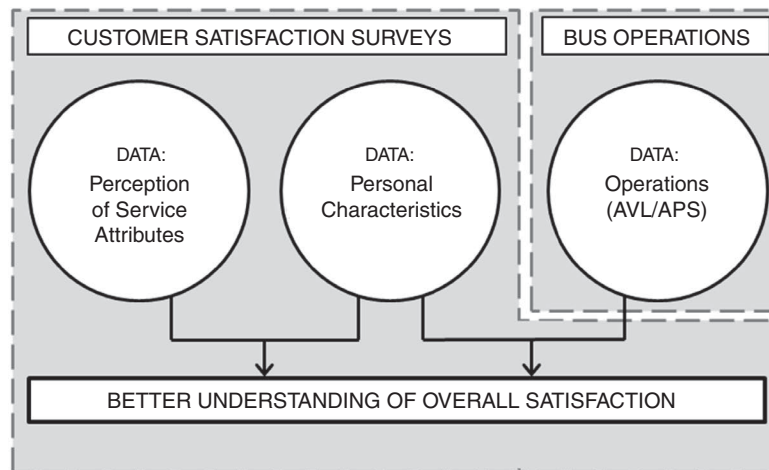 CUSTOMER SATISFACTION SURVEYS
BUS OPERATIONS
DATA:
Perception
of Service
Attributes
DATA:
Personal
Characteristics
DATA:
Operations
(AVL/APS)
BETTER UNDERSTANDING OF OVERALL SATISFACTION